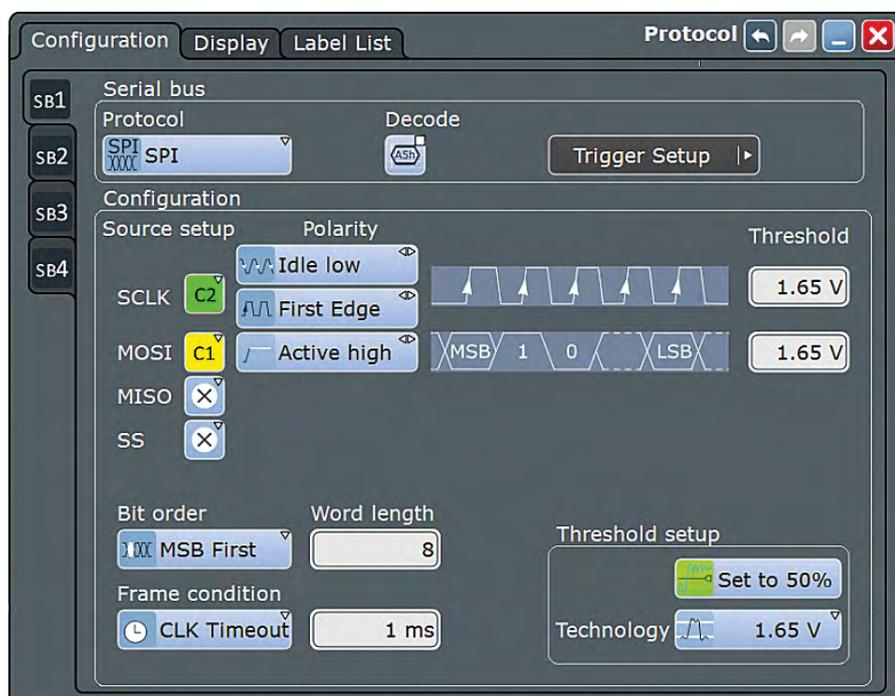 Configuration Display Label List Protocol
Serial bus
SB1
Protocol Decode
SPI SPI A5h Trigger Setup
SB2
Configuration
SB3
Source setup Polarity Threshold
SB4
Idle low
SCLK C2 1.65 V
First Edge
MOSI C1 Active high MSB 1 0 LSB 1.65 V
MISO
SS
Bit order Word length
Threshold setup
MSB First 8
Set to 50%
Frame condition
CLK Timeout 1 ms Technology 1.65 V